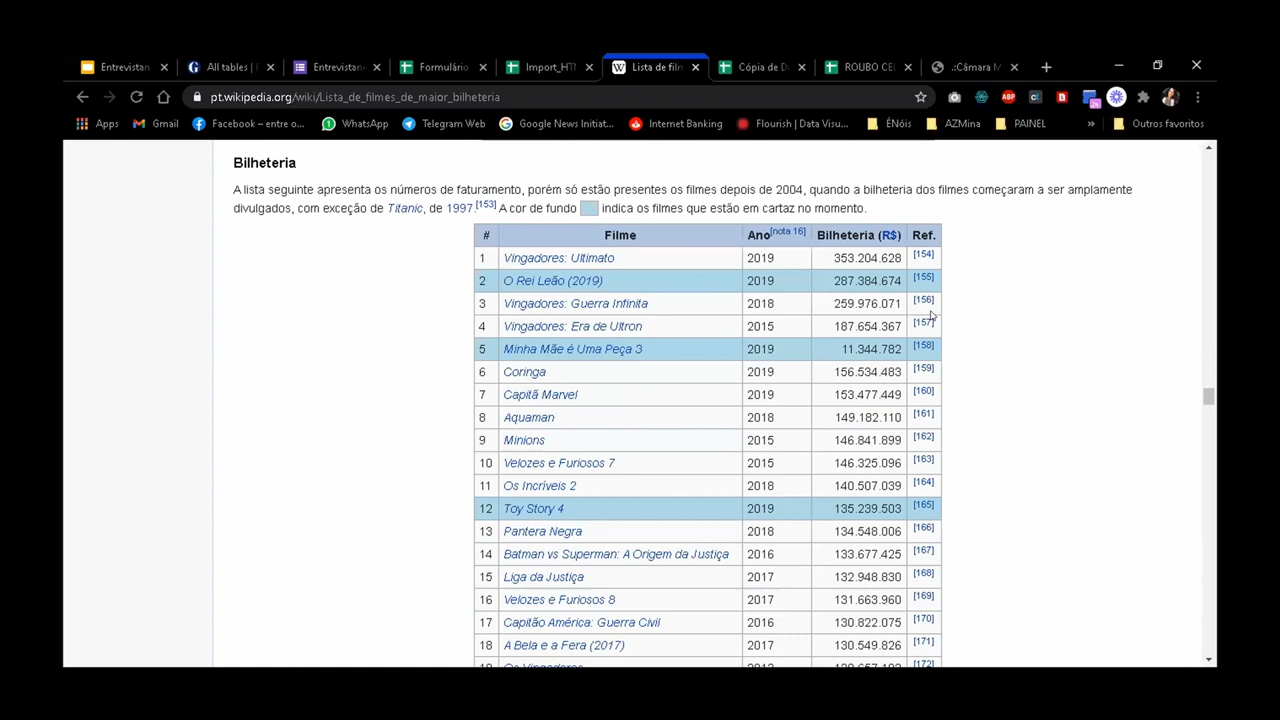 Entrevistan All tables | Entrevistan Formulário Import_HT Lista de film Cópia de D ROUBO CEL .:Câmara M
pt.wikipedia.org/wiki/Lista_de_filmes_de_maior_bilheteria
Apps Gmail Facebook – entre o... WhatsApp Telegram Web Google News Initiat... Internet Banking Flourish | Data Visu... ÉNóis AZMina PAINEL » Outros favoritos
Bilheteria
A lista seguinte apresenta os números de faturamento, porém só estão presentes os filmes depois de 2004, quando a bilheteria dos filmes começaram a ser amplamente
divulgados, com exceção de Titanic, de 1997.[153] A cor de fundo indica os filmes que estão em cartaz no momento.
# Filme Ano[nota 16] Bilheteria (R$) Ref.
1 Vingadores: Ultimato 2019 353.204.628 [154]
2 O Rei Leão (2019) 2019 287.384.674 [155]
3 Vingadores: Guerra Infinita 2018 259.976.071 [156]
4 Vingadores: Era de Ultron 2015 187.654.367 [157]
5 Minha Mãe é Uma Peça 3 2019 11.344.782 [158]
6 Coringa 2019 156.534.483 [159]
7 Capitã Marvel 2019 153.477.449 [160]
8 Aquaman 2018 149.182.110 [161]
9 Minions 2015 146.841.899 [162]
10 Velozes e Furiosos 7 2015 146.325.096 [163]
11 Os Incríveis 2 2018 140.507.039 [164]
12 Toy Story 4 2019 135.239.503 [165]
13 Pantera Negra 2018 134.548.006 [166]
14 Batman vs Superman: A Origem da Justiça 2016 133.677.425 [167]
15 Liga da Justiça 2017 132.948.830 [168]
16 Velozes e Furiosos 8 2017 131.663.960 [169]
17 Capitão América: Guerra Civil 2016 130.822.075 [170]
18 A Bela e a Fera (2017) 2017 130.549.826 [171]
[172]